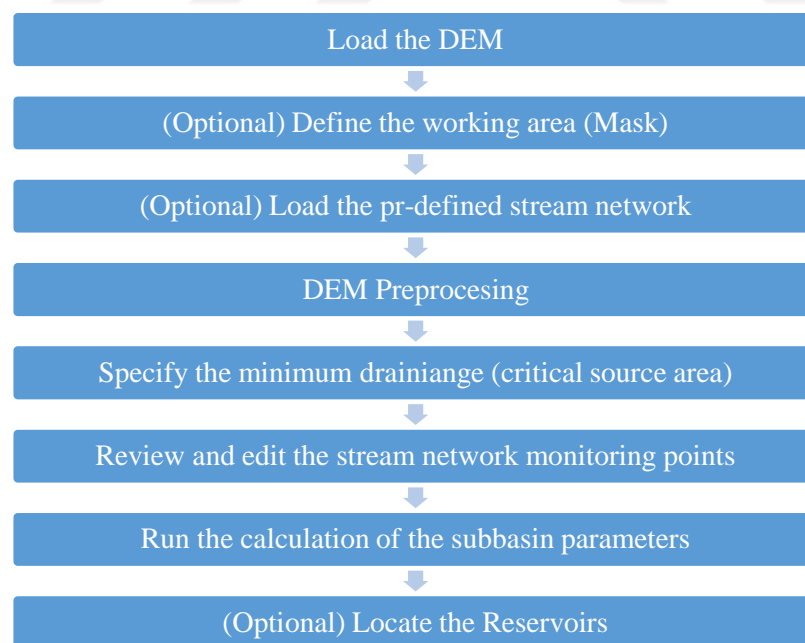 Load the DEM
(Optional) Define the working area (Mask)
(Optional) Load the pr-defined stream network
DEM Preprocesing
Specify the minimum drainiange (critical source area)
Review and edit the stream network monitoring points
Run the calculation of the subbasin parameters
(Optional) Locate the Reservoirs